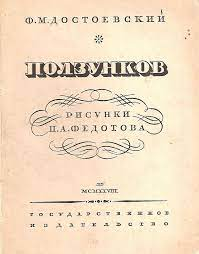 Ф.М.ДОСТОЕВСКИЙ
ПОЛЗУНКОВ
РИСУНКИ
П.А.ФЕДОТОВА
MCMXXVIII
ГОСУДАРСТВЕННОЕ
ИЗДАТЕЛЬСТВО